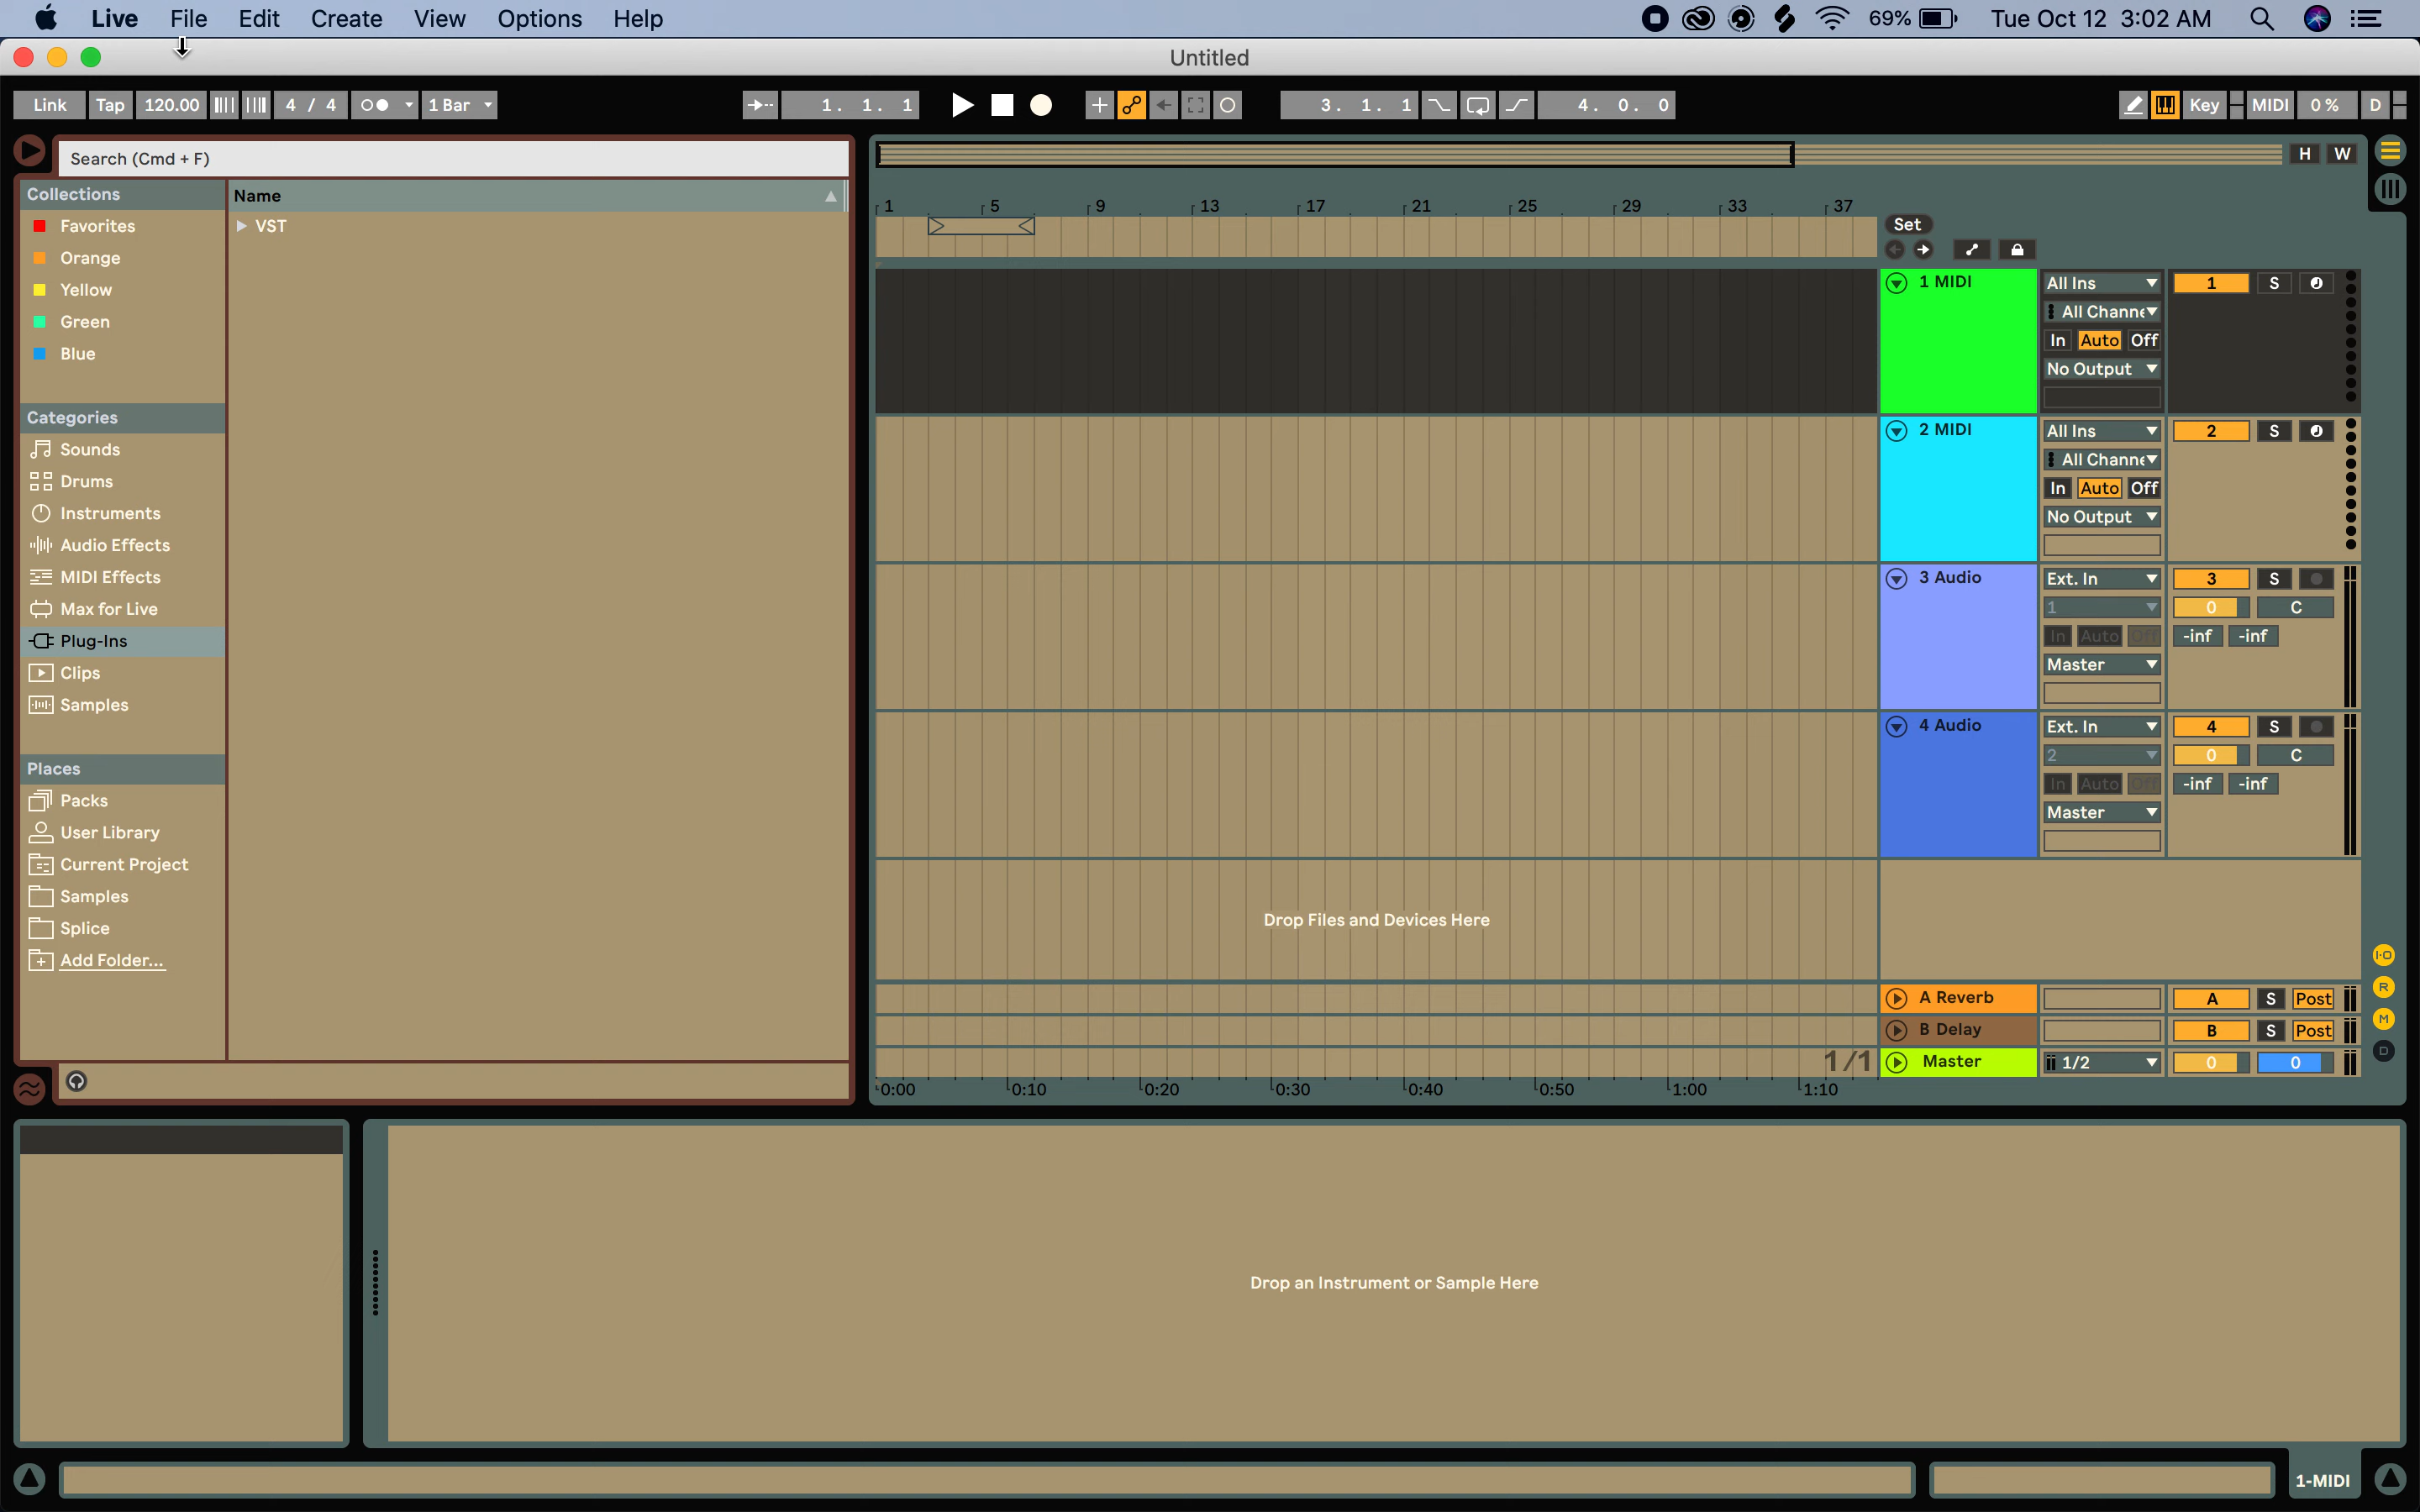 Live File Edit Create View Options Help 69% Tue Oct 12 3:02 AM
Untitled
Link Tap 120.00 4 / 4 1 Bar 1. 1. 1 3. 1. 1 4. 0. 0 Key MIDI 0 % D
Search (Cmd + F)
H W
Collections
Favorites
Orange
Yellow
Green
Blue
Categories
Sounds
Drums
Instruments
Audio Effects
MIDI Effects
Max for Live
Plug-Ins
Clips
Samples
Places
Packs
User Library
Current Project
Samples
Splice
Add Folder...
Name
VST
1 5 9 13 17 21 25 29 33 37
Set
1 MIDI All Ins 1 S
All Channe
In Auto Off
No Output
2 MIDI All Ins 2 S
All Channe
In Auto Off
No Output
3 Audio Ext. In 3 S
1 0 C
In Auto Off -inf -inf
Master
4 Audio Ext. In 4 S
2 0 C
In Auto Off -inf -inf
Master
Drop Files and Devices Here
I·O
R
M
D
A Reverb A S Post
B Delay B S Post
1/1 Master 1/2 0 0
0:00 0:10 0:20 0:30 0:40 0:50 1:00 1:10
Drop an Instrument or Sample Here
1-MIDI